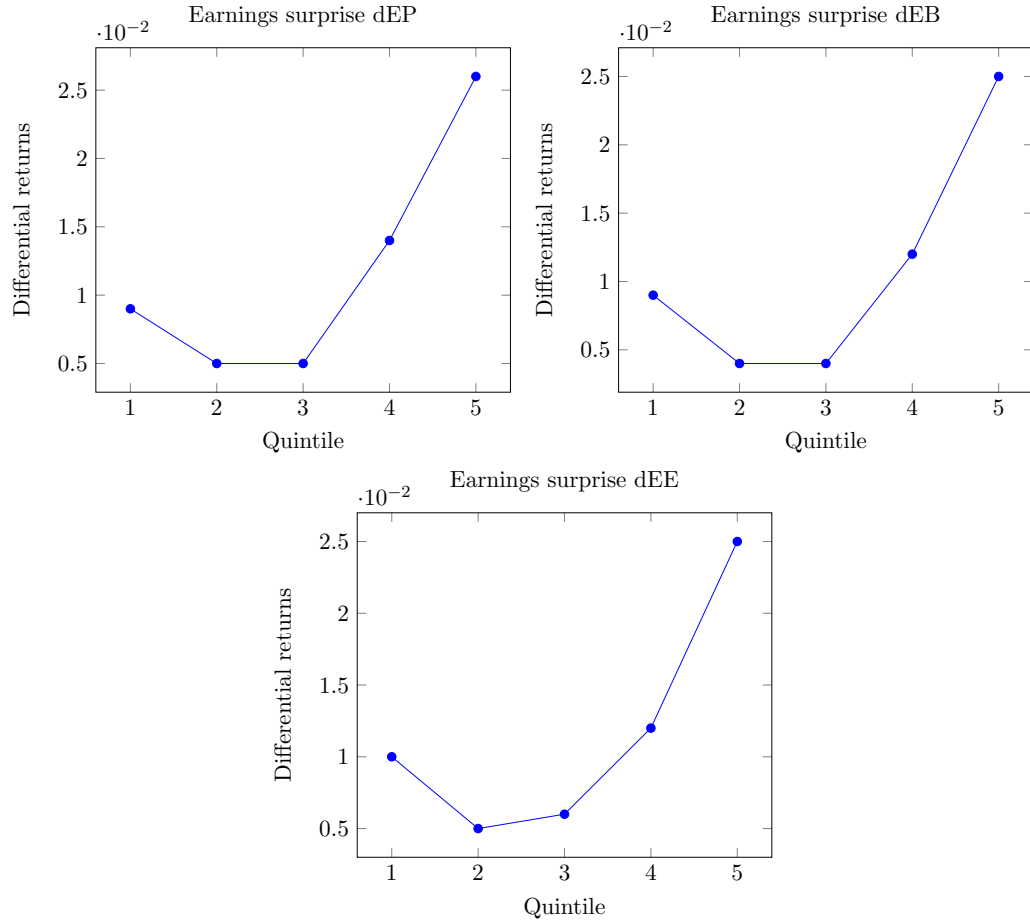 Earnings surprise dEP
·10⁻²
2.5
2
1.5
1
0.5
Differential returns
1 2 3 4 5
Quintile
Earnings surprise dEB
·10⁻²
2.5
2
1.5
1
0.5
Differential returns
1 2 3 4 5
Quintile
Earnings surprise dEE
·10⁻²
2.5
2
1.5
1
0.5
Differential returns
1 2 3 4 5
Quintile